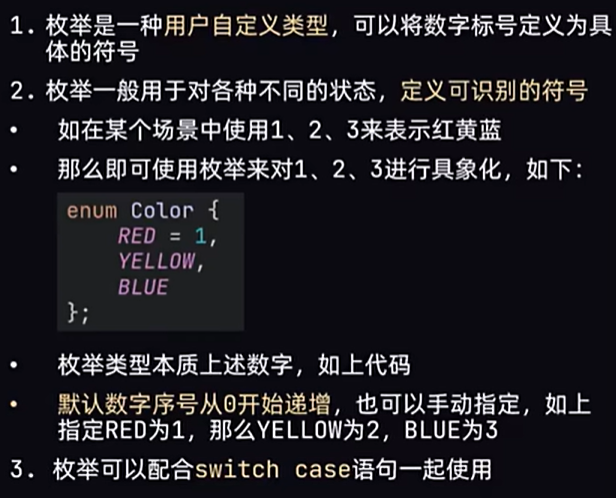 1. 枚举是一种用户自定义类型，可以将数字标号定义为具
体的符号
2. 枚举一般用于对各种不同的状态，定义可识别的符号
• 如在某个场景中使用1、2、3来表示红黄蓝
• 那么即可使用枚举来对1、2、3进行具象化，如下：
enum Color {
RED = 1,
YELLOW,
BLUE
};
• 枚举类型本质上述数字，如上代码
• 默认数字序号从0开始递增，也可以手动指定，如上
指定RED为1，那么YELLOW为2，BLUE为3
3. 枚举可以配合switch case语句一起使用